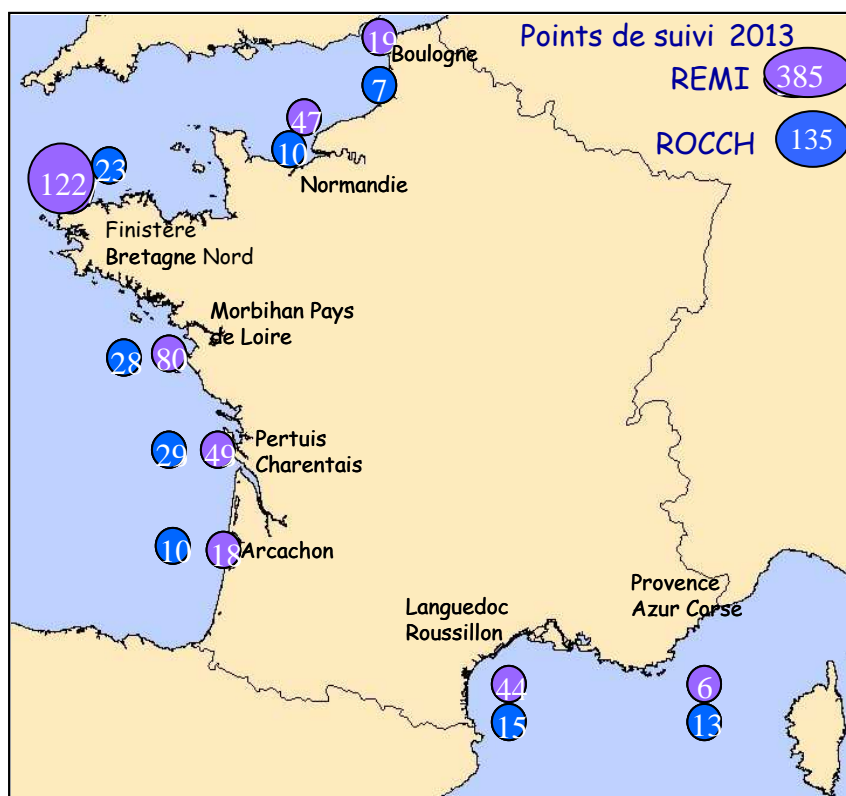 Points de suivi 2013
REMI 385
ROCCH 135
19
Boulogne
7
47
10
Normandie
122
23
Finistère
Bretagne Nord
Morbihan Pays
de Loire
28
80
29
49
Pertuis
Charentais
10
18
Arcachon
Languedoc
Roussillon
Provence
Azur Corse
44
15
6
13